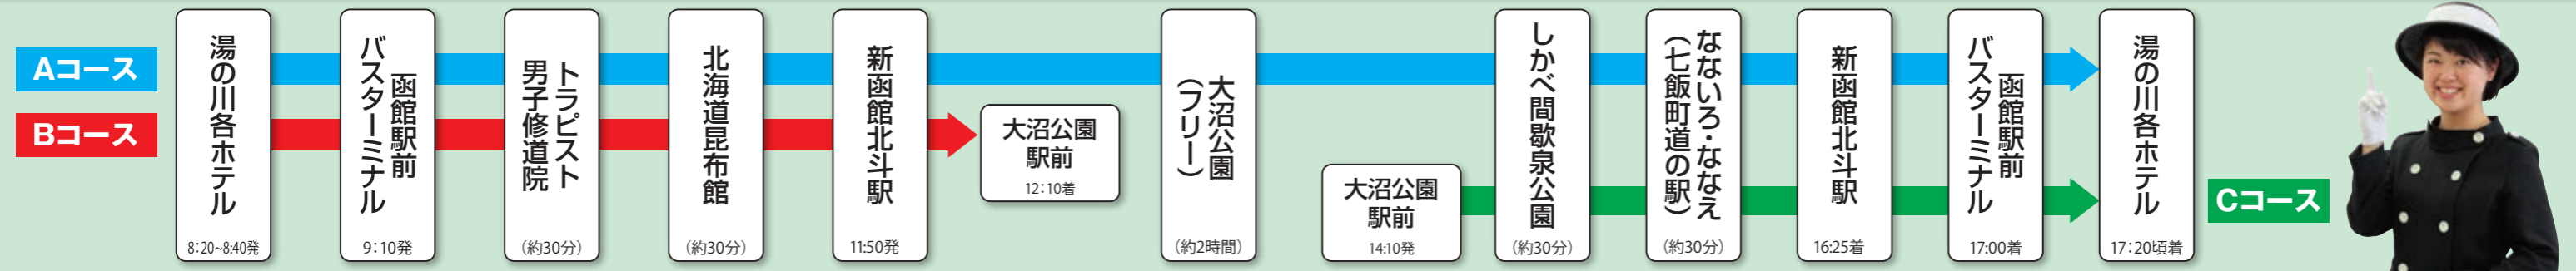 Aコース
Bコース
湯の川各ホテル
8:20~8:40発
函館駅前
バスターミナル
9:10発
トラピスト
男子修道院
(約30分)
北海道昆布館
(約30分)
新函館北斗駅
11:50発
大沼公園
駅前
12:10着
大沼公園
(フリー)
(約2時間)
大沼公園
駅前
14:10発
しかべ間歇泉公園
(約30分)
なないろ・ななえ
(七飯町道の駅)
(約30分)
新函館北斗駅
16:25着
函館駅前
バスターミナル
17:00着
湯の川各ホテル
17:20頃着
Cコース